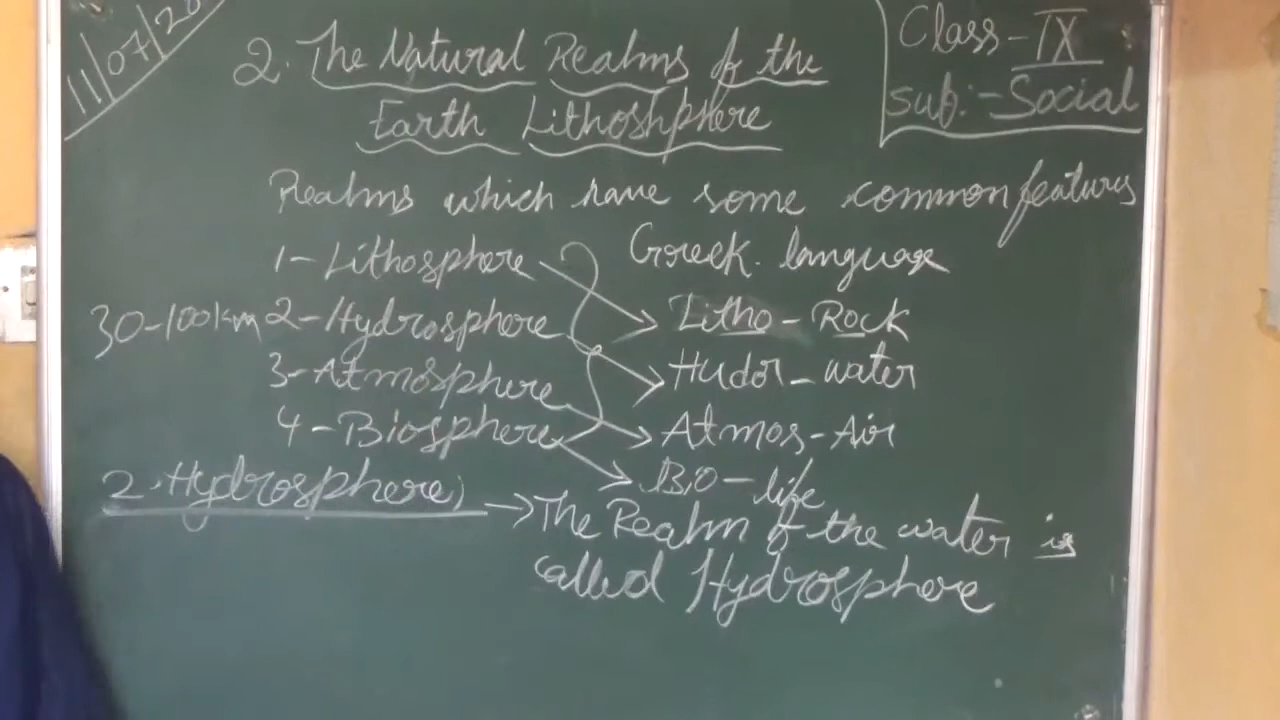 11/07/20
Class-IX
sub:-Social
2. The Natural Realms of the
Earth Lithoshphere
Realms which have some common features
1-Lithosphere Greek. language
30-100km 2-Hydrosphere Litho-Rock
3-Atmosphere Hudor-water
4-Biosphere Atmos-Air
Bio-life
2. Hydrosphere; → The Realm of the water is
called Hydrosphere